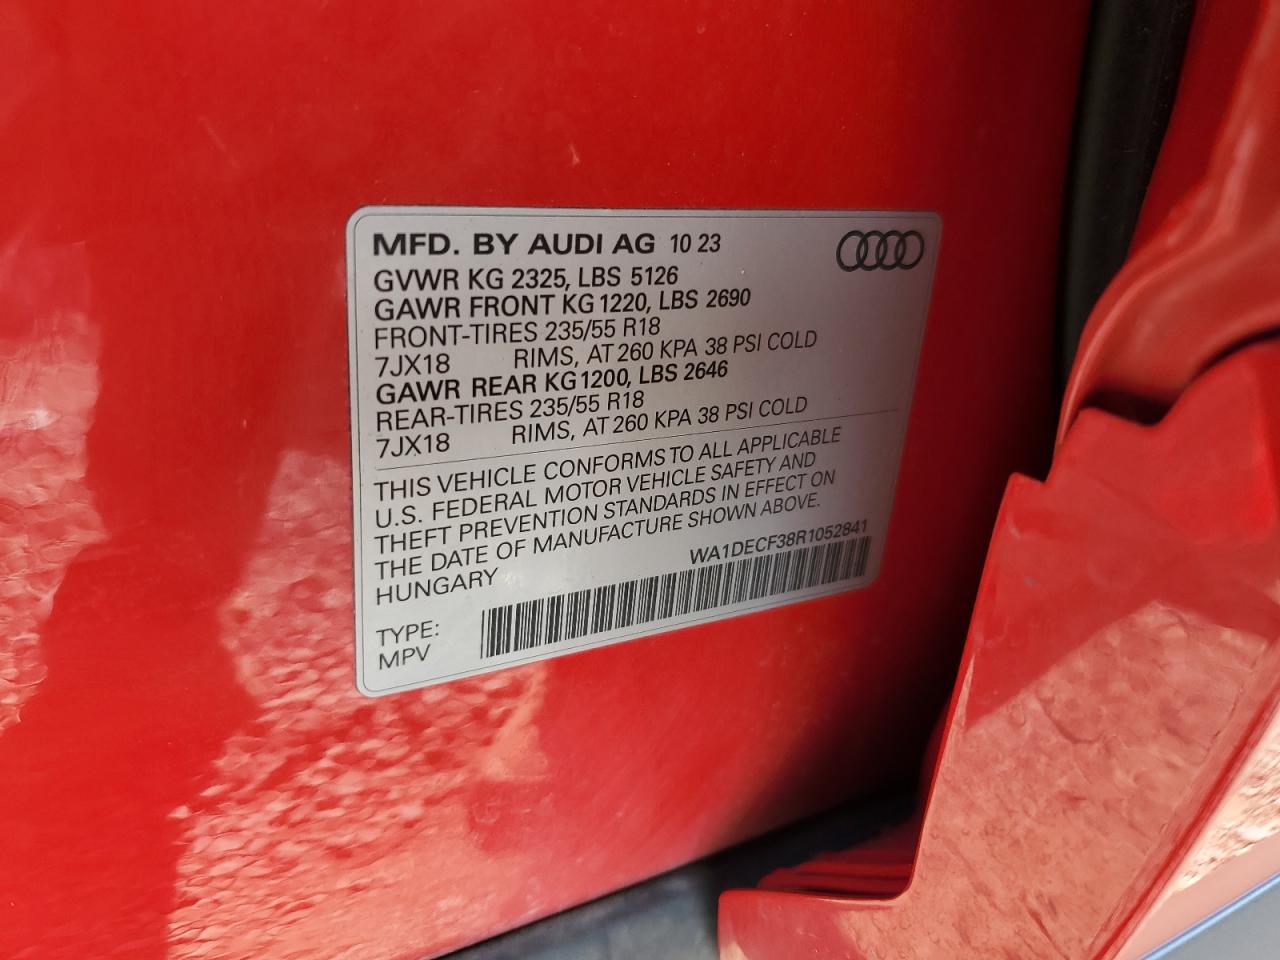 MFD. BY AUDI AG 10 23
GVWR KG 2325, LBS 5126
GAWR FRONT KG 1220, LBS 2690
FRONT-TIRES 235/55 R18
7JX18 RIMS, AT 260 KPA 38 PSI COLD
GAWR REAR KG 1200, LBS 2646
REAR-TIRES 235/55 R18
7JX18 RIMS, AT 260 KPA 38 PSI COLD
THIS VEHICLE CONFORMS TO ALL APPLICABLE
U.S. FEDERAL MOTOR VEHICLE SAFETY AND
THEFT PREVENTION STANDARDS IN EFFECT ON
THE DATE OF MANUFACTURE SHOWN ABOVE.
HUNGARY WA1DECF38R1052841
TYPE:
MPV